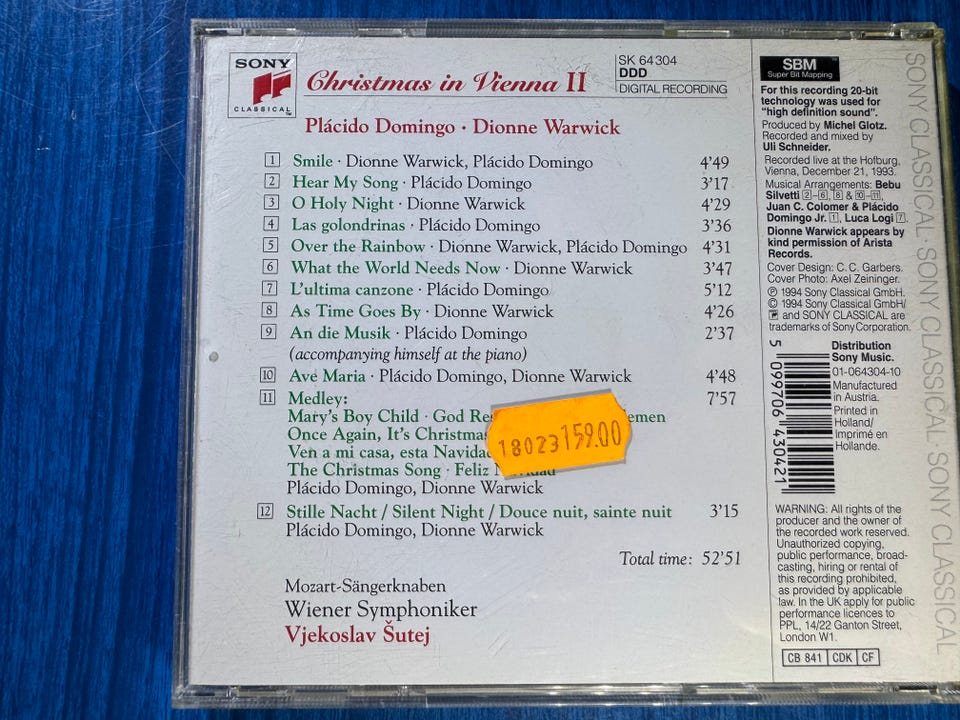 SONY
CLASSICAL
Christmas in Vienna II
SK 64304
DDD
DIGITAL RECORDING
Plácido Domingo · Dionne Warwick
1 Smile · Dionne Warwick, Plácido Domingo 4'49
2 Hear My Song · Plácido Domingo 3'17
3 O Holy Night · Dionne Warwick 4'29
4 Las golondrinas · Plácido Domingo 3'36
5 Over the Rainbow · Dionne Warwick, Plácido Domingo 4'31
6 What the World Needs Now · Dionne Warwick 3'47
7 L'ultima canzone · Plácido Domingo 5'12
8 As Time Goes By · Dionne Warwick 4'26
9 An die Musik · Plácido Domingo 2'37
(accompanying himself at the piano)
10 Ave Maria · Plácido Domingo, Dionne Warwick 4'48
11 Medley: 7'57
Mary's Boy Child · God
Once Again, It's Christmas
Ven a mi casa, esta
The Christmas Song · Feliz
Plácido Domingo, Dionne Warwick
18023 159.00
12 Stille Nacht / Silent Night / Douce nuit, sainte nuit 3'15
Plácido Domingo, Dionne Warwick
Total time: 52'51
Mozart-Sängerknaben
Wiener Symphoniker
Vjekoslav Šutej
SBM
Super Bit Mapping
For this recording 20-bit
technology was used for
"high definition sound".
Produced by Michel Glotz.
Recorded and mixed by
Uli Schneider.
Recorded live at the Hofburg,
Vienna, December 21, 1993.
Musical Arrangements: Bebu
Silvetti 2–6, 8 & 10–11,
Juan C. Colomer & Plácido
Domingo Jr. 1, Luca Logi 7.
Dionne Warwick appears by
kind permission of Arista
Records.
Cover Design: C. C. Garbers.
Cover Photo: Axel Zeininger.
℗ 1994 Sony Classical GmbH.
© 1994 Sony Classical GmbH/
and SONY CLASSICAL are
trademarks of Sony Corporation.
5 099706 430421
Distribution
Sony Music.
01-064304-10
Manufactured
in Austria.
Printed in
Holland/
Imprimé en
Hollande.
WARNING: All rights of the
producer and the owner of
the recorded work reserved.
Unauthorized copying,
public performance, broad-
casting, hiring or rental of
this recording prohibited,
as provided by applicable
law. In the UK apply for public
performance licences to
PPL, 14/22 Ganton Street,
London W1.
CB 841 CDK CF
SONY CLASSICAL · SONY CLASSICAL · SONY CLASSICAL · SONY CLASSICAL